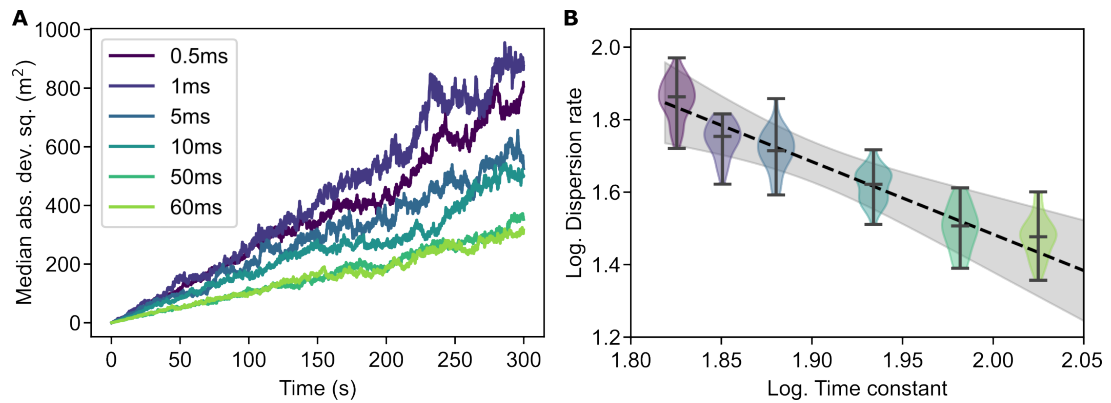 A
Median abs. dev. sq. (m²)
1000
800
600
400
200
0
0.5ms
1ms
5ms
10ms
50ms
60ms
0 50 100 150 200 250 300
Time (s)
B
Log. Dispersion rate
2.0
1.8
1.6
1.4
1.2
1.80 1.85 1.90 1.95 2.00 2.05
Log. Time constant